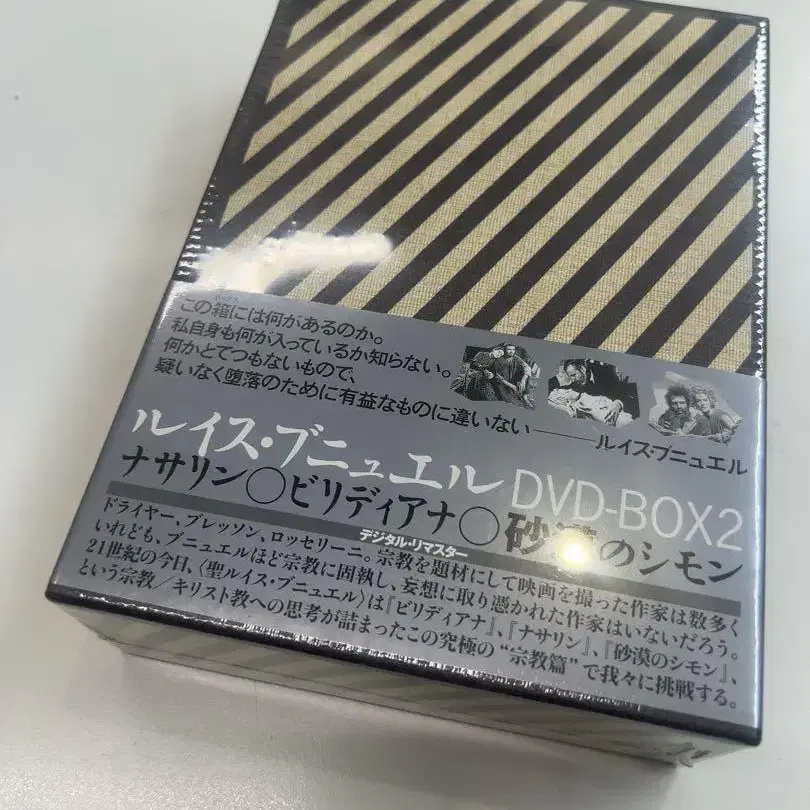 この箱には何があるのか。
私自身も何が入っているか知らない。
何かとてつもないもので、
疑いなく堕落のために有益なものに違いない――ルイス・ブニュエル
ルイス・ブニュエル DVD-BOX2
ナサリン○ビリディアナ○砂漠のシモン
デジタル・リマスター
ドライヤー、ブレッソン、ロッセリーニ。宗教を題材にして映画を撮った作家は数多く
いれども、ブニュエルほど宗教に固執し、妄想に取り憑かれた作家はいないだろう。
21世紀の今日、〈聖ルイス・ブニュエル〉は『ビリディアナ』、『ナサリン』、『砂漠のシモン』、
という宗教/キリスト教への思考が詰まったこの究極の“宗教篇”で我々に挑戦する。